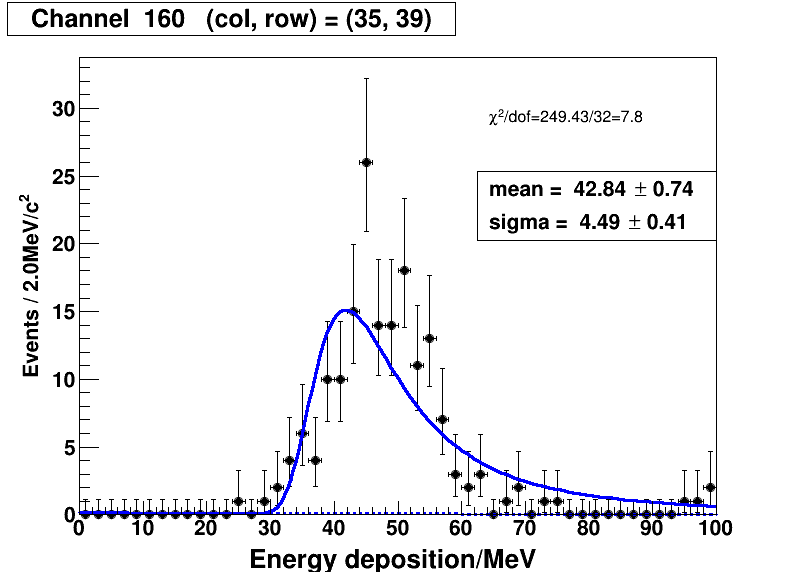 Channel 160 (col, row) = (35, 39)
χ²/dof=249.43/32=7.8
mean = 42.84 ± 0.74
sigma = 4.49 ± 0.41
Events / 2.0MeV/c²
30
25
20
15
10
5
0
0 10 20 30 40 50 60 70 80 90 100
Energy deposition/MeV